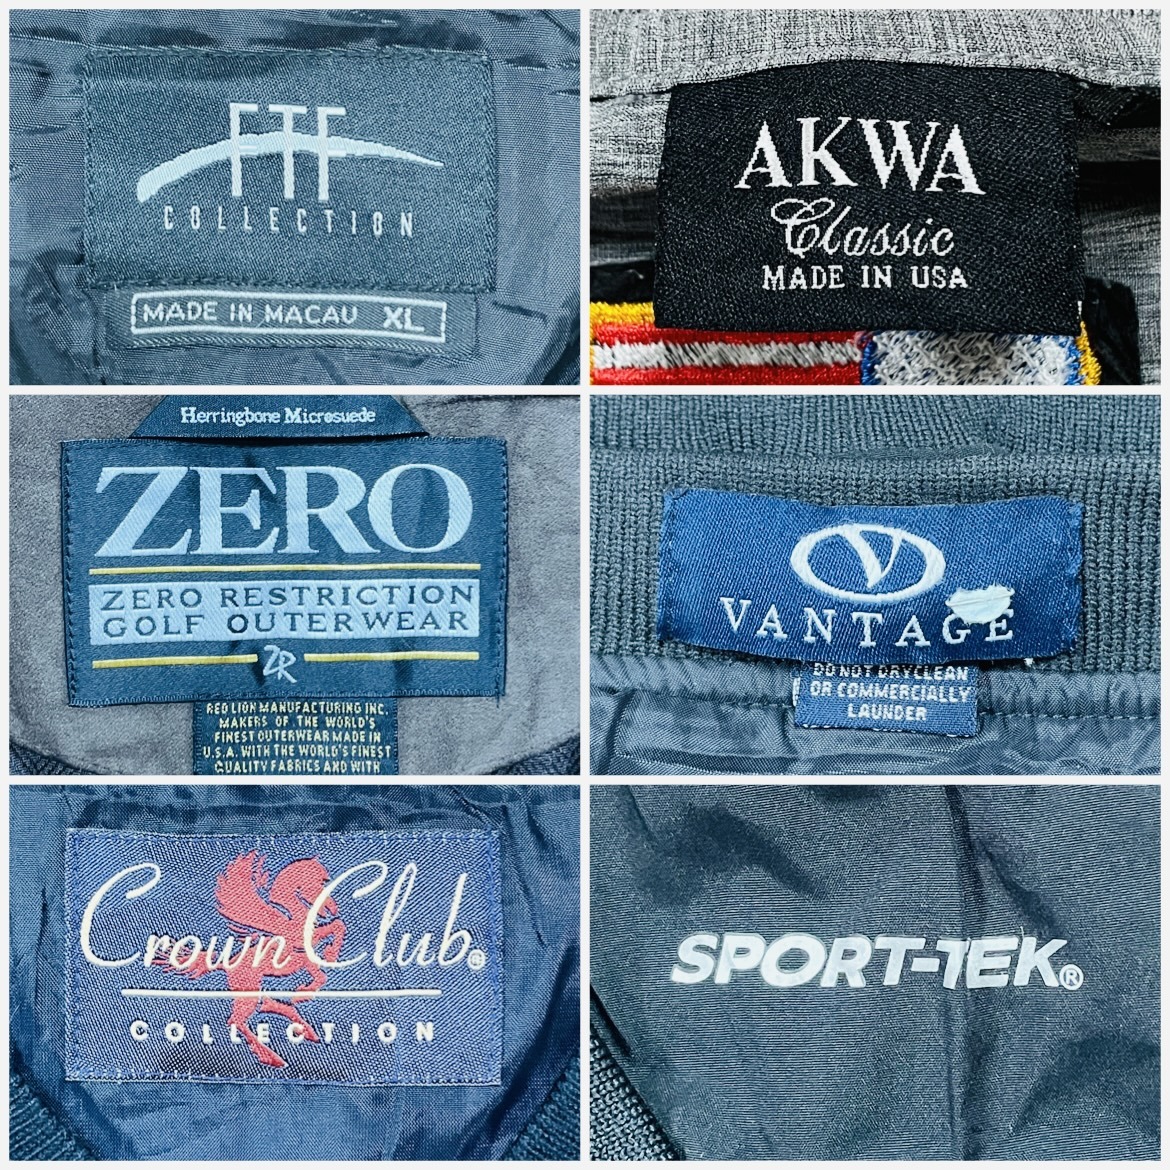 FTF
COLLECTION
MADE IN MACAU XL
AKWA
Classic
MADE IN USA
Herringbone Microsuede
ZERO
ZERO RESTRICTION
GOLF OUTERWEAR
ZR
RED LION MANUFACTURING INC.
MAKERS OF THE WORLD'S
FINEST OUTERWEAR MADE IN
U.S.A. WITH THE WORLD'S FINEST
QUALITY FABRICS AND WITH
V
VANTAGE
DO NOT DRYCLEAN
OR COMMERCIALLY
LAUNDER
Crown Club®
COLLECTION
SPORT-TEK®